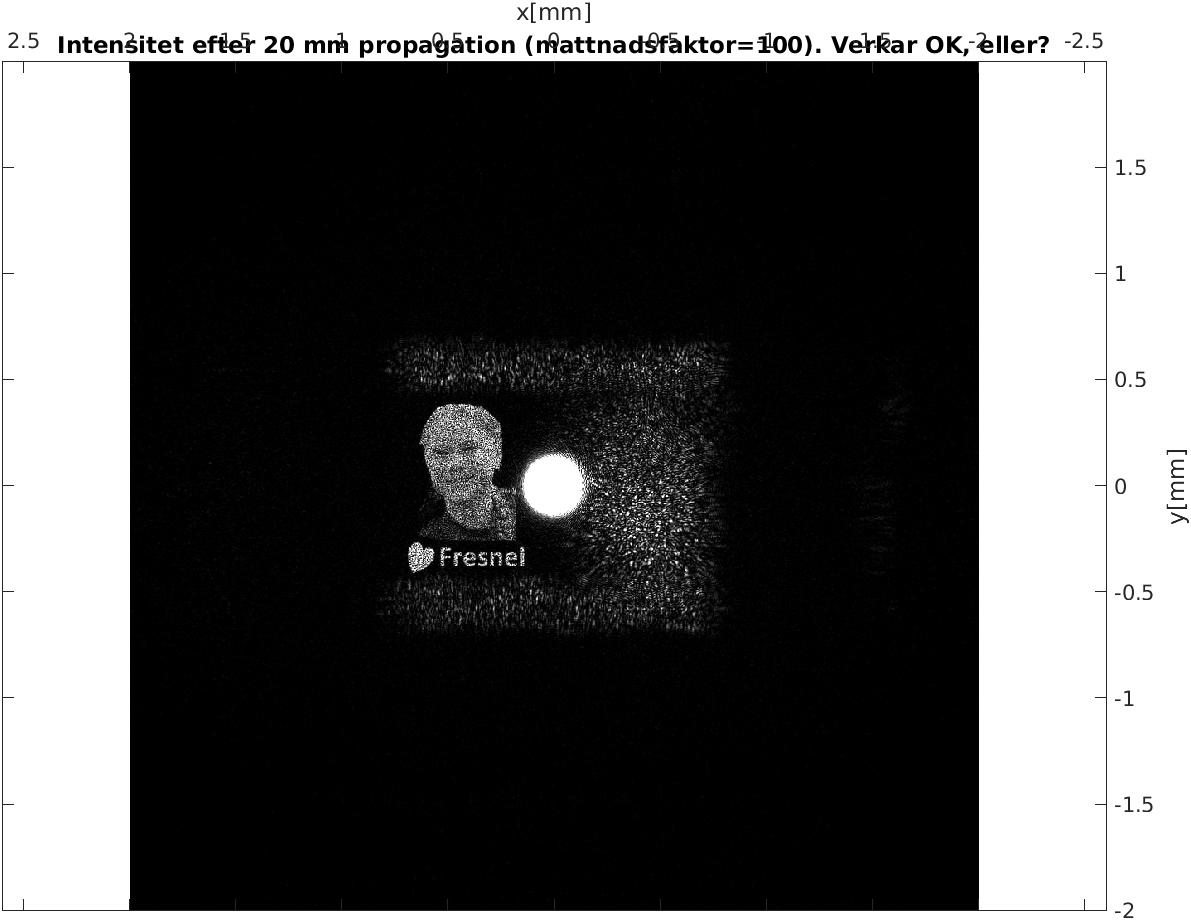 x[mm]
2.5 2 1.5 1 0.5 0 -0.5 -1 -1.5 -2 -2.5
Intensitet efter 20 mm propagation (mattnadsfaktor=100). Verkar OK, eller?
1.5
1
0.5
0
y[mm]
Fresnel
-0.5
-1
-1.5
-2